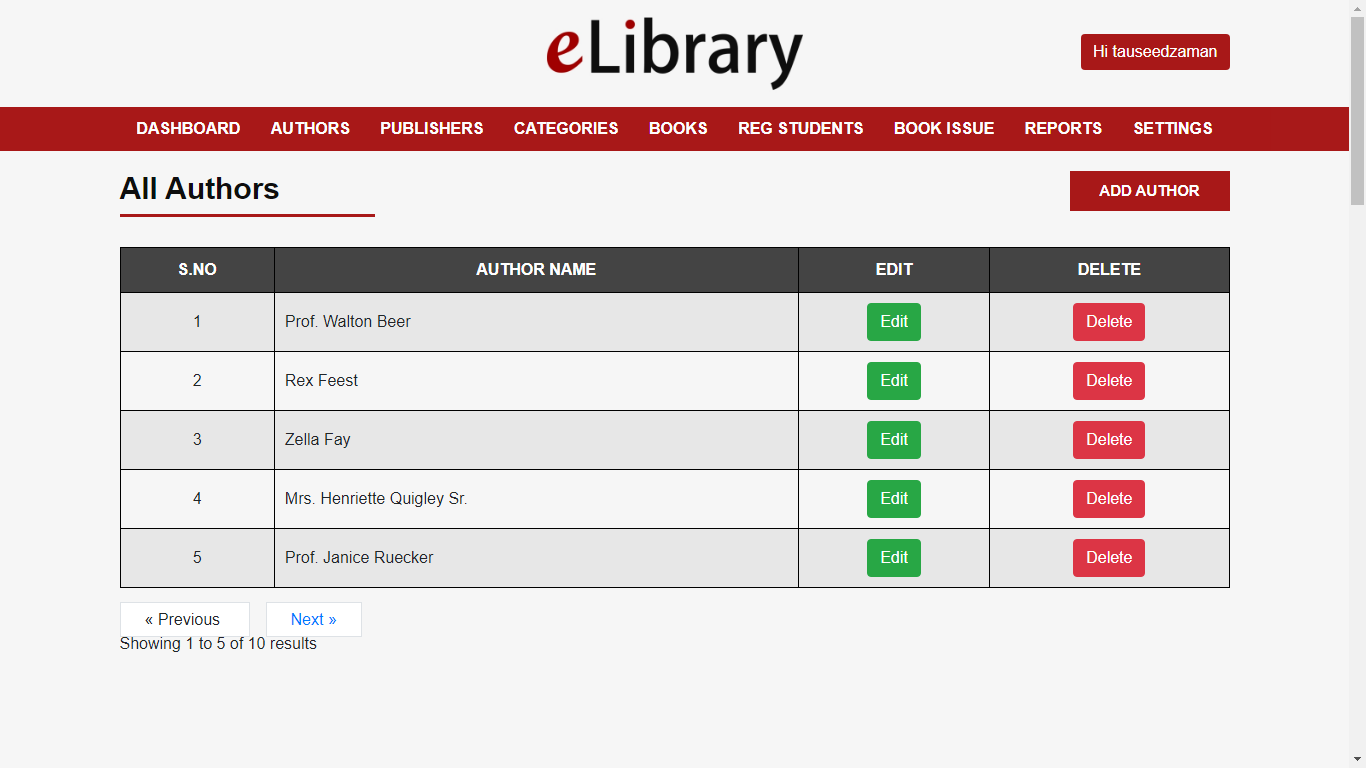 eLibrary
Hi tauseedzaman
DASHBOARD AUTHORS PUBLISHERS CATEGORIES BOOKS REG STUDENTS BOOK ISSUE REPORTS SETTINGS
All Authors
ADD AUTHOR
S.NO AUTHOR NAME EDIT DELETE
1 Prof. Walton Beer Edit Delete
2 Rex Feest Edit Delete
3 Zella Fay Edit Delete
4 Mrs. Henriette Quigley Sr. Edit Delete
5 Prof. Janice Ruecker Edit Delete
« Previous Next »
Showing 1 to 5 of 10 results